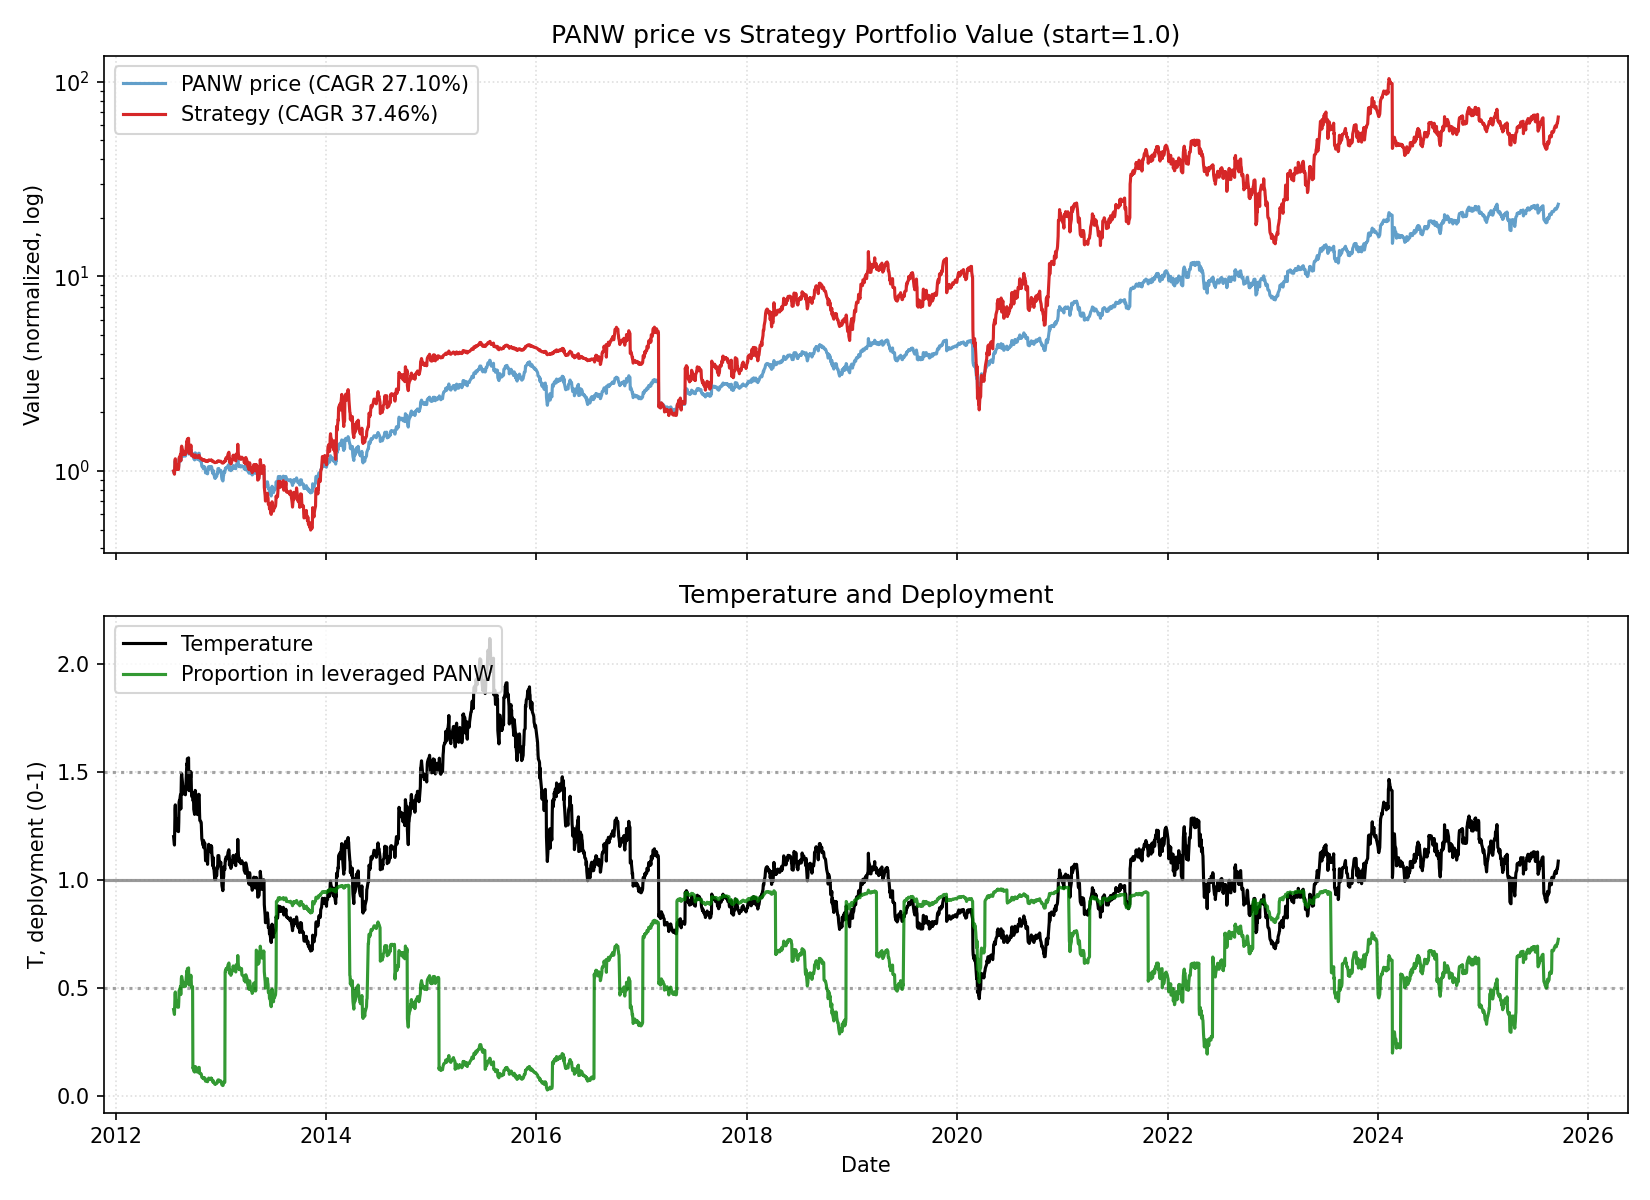 PANW price vs Strategy Portfolio Value (start=1.0)
PANW price (CAGR 27.10%)
Strategy (CAGR 37.46%)
Value (normalized, log)
10²
10¹
10⁰
Temperature and Deployment
Temperature
Proportion in leveraged PANW
T, deployment (0-1)
2.0
1.5
1.0
0.5
0.0
2012 2014 2016 2018 2020 2022 2024 2026
Date